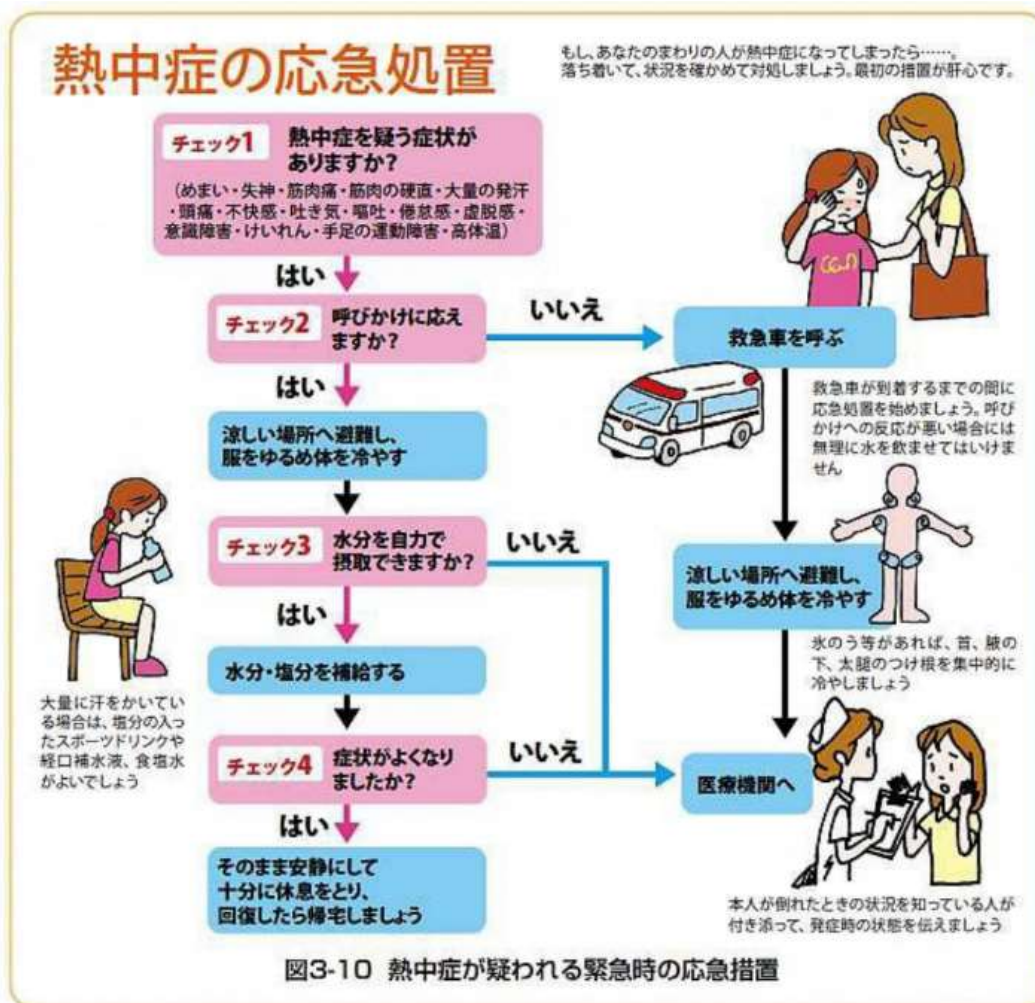 熱中症の応急処置
もし、あなたのまわりの人が熱中症になってしまったら……。
落ち着いて、状況を確かめて対処しましょう。最初の措置が肝心です。
チェック1 熱中症を疑う症状が
ありますか？
（めまい・失神・筋肉痛・筋肉の硬直・大量の発汗
・頭痛・不快感・吐き気・嘔吐・倦怠感・虚脱感・
意識障害・けいれん・手足の運動障害・高体温）
はい
チェック2 呼びかけに応え
ますか？
いいえ
救急車を呼ぶ
はい
救急車が到着するまでの間に
応急処置を始めましょう。呼び
かけへの反応が悪い場合には
無理に水を飲ませてはいけま
せん
涼しい場所へ避難し、
服をゆるめ体を冷やす
チェック3 水分を自力で
摂取できますか？
いいえ
涼しい場所へ避難し、
服をゆるめ体を冷やす
はい
氷のう等があれば、首、腋の
下、太腿のつけ根を集中的に
冷やしましょう
水分・塩分を補給する
大量に汗をかいてい
る場合は、塩分の入っ
たスポーツドリンクや
経口補水液、食塩水
がよいでしょう
チェック4 症状がよくなり
ましたか？
いいえ
医療機関へ
はい
そのまま安静にして
十分に休息をとり、
回復したら帰宅しましょう
本人が倒れたときの状況を知っている人が
付き添って、発症時の状態を伝えましょう
図3-10 熱中症が疑われる緊急時の応急措置